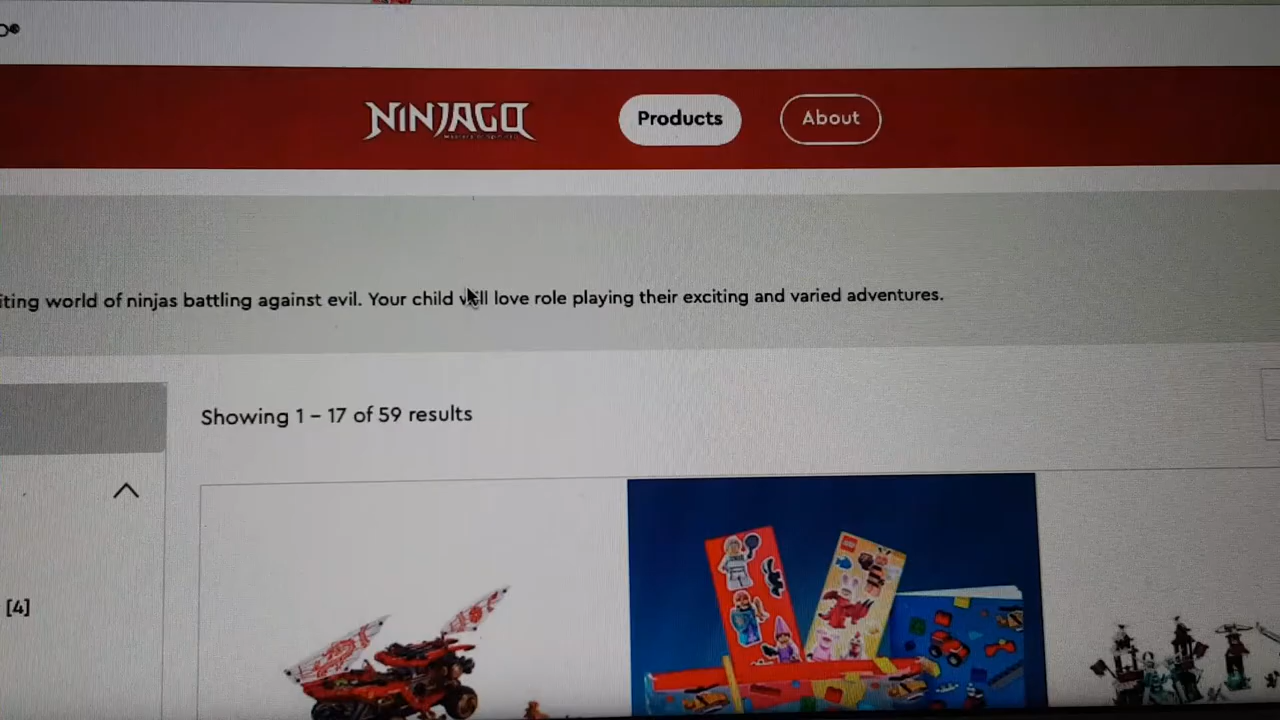 NINJAGO
Products
About
iting world of ninjas battling against evil. Your child will love role playing their exciting and varied adventures.
Showing 1 – 17 of 59 results
[4]